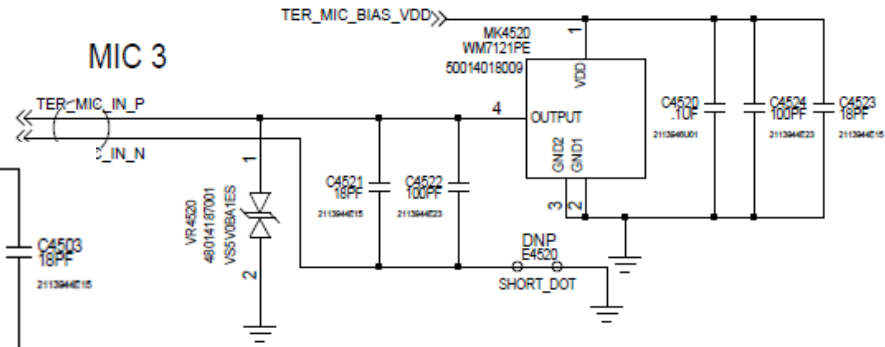 TER_MIC_BIAS_VDD
MK4520
WM7121PE
50014018009
1
VDD
MIC 3
TER_MIC_IN_P
_IN_N
4
OUTPUT
GND2
GND1
3
2
C4520
.1UF
2113946U01
C4524
100PF
2113944E23
C4523
18PF
2113944E15
1
VR4520
48014187001
VS5V0BA1ES
2
C4521
18PF
2113944E15
C4522
100PF
2113944E23
C4503
18PF
2113944E15
DNP
E4520
SHORT_DOT